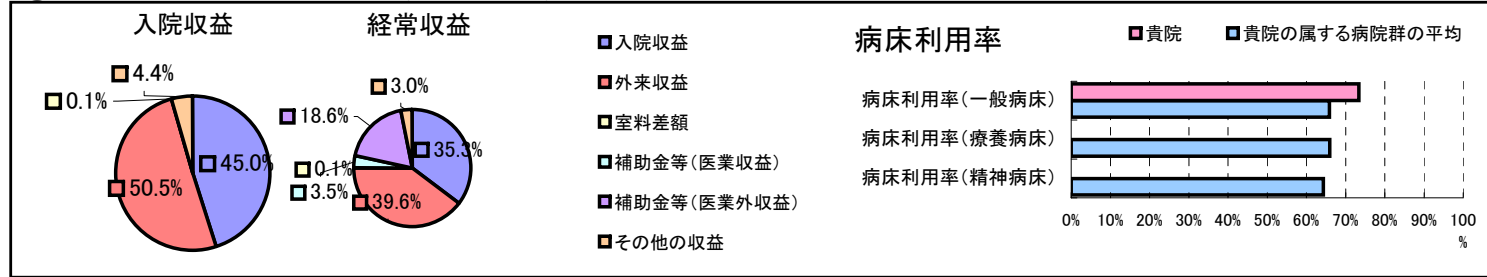 入院収益
4.4%
0.1%
45.0%
50.5%
経常収益
3.0%
18.6%
35.3%
0.1%
3.5%
39.6%
入院収益
外来収益
室料差額
補助金等(医業収益)
補助金等(医業外収益)
その他の収益
病床利用率
貴院 貴院の属する病院群の平均
病床利用率(一般病床)
病床利用率(療養病床)
病床利用率(精神病床)
0% 10% 20% 30% 40% 50% 60% 70% 80% 90% 100
%